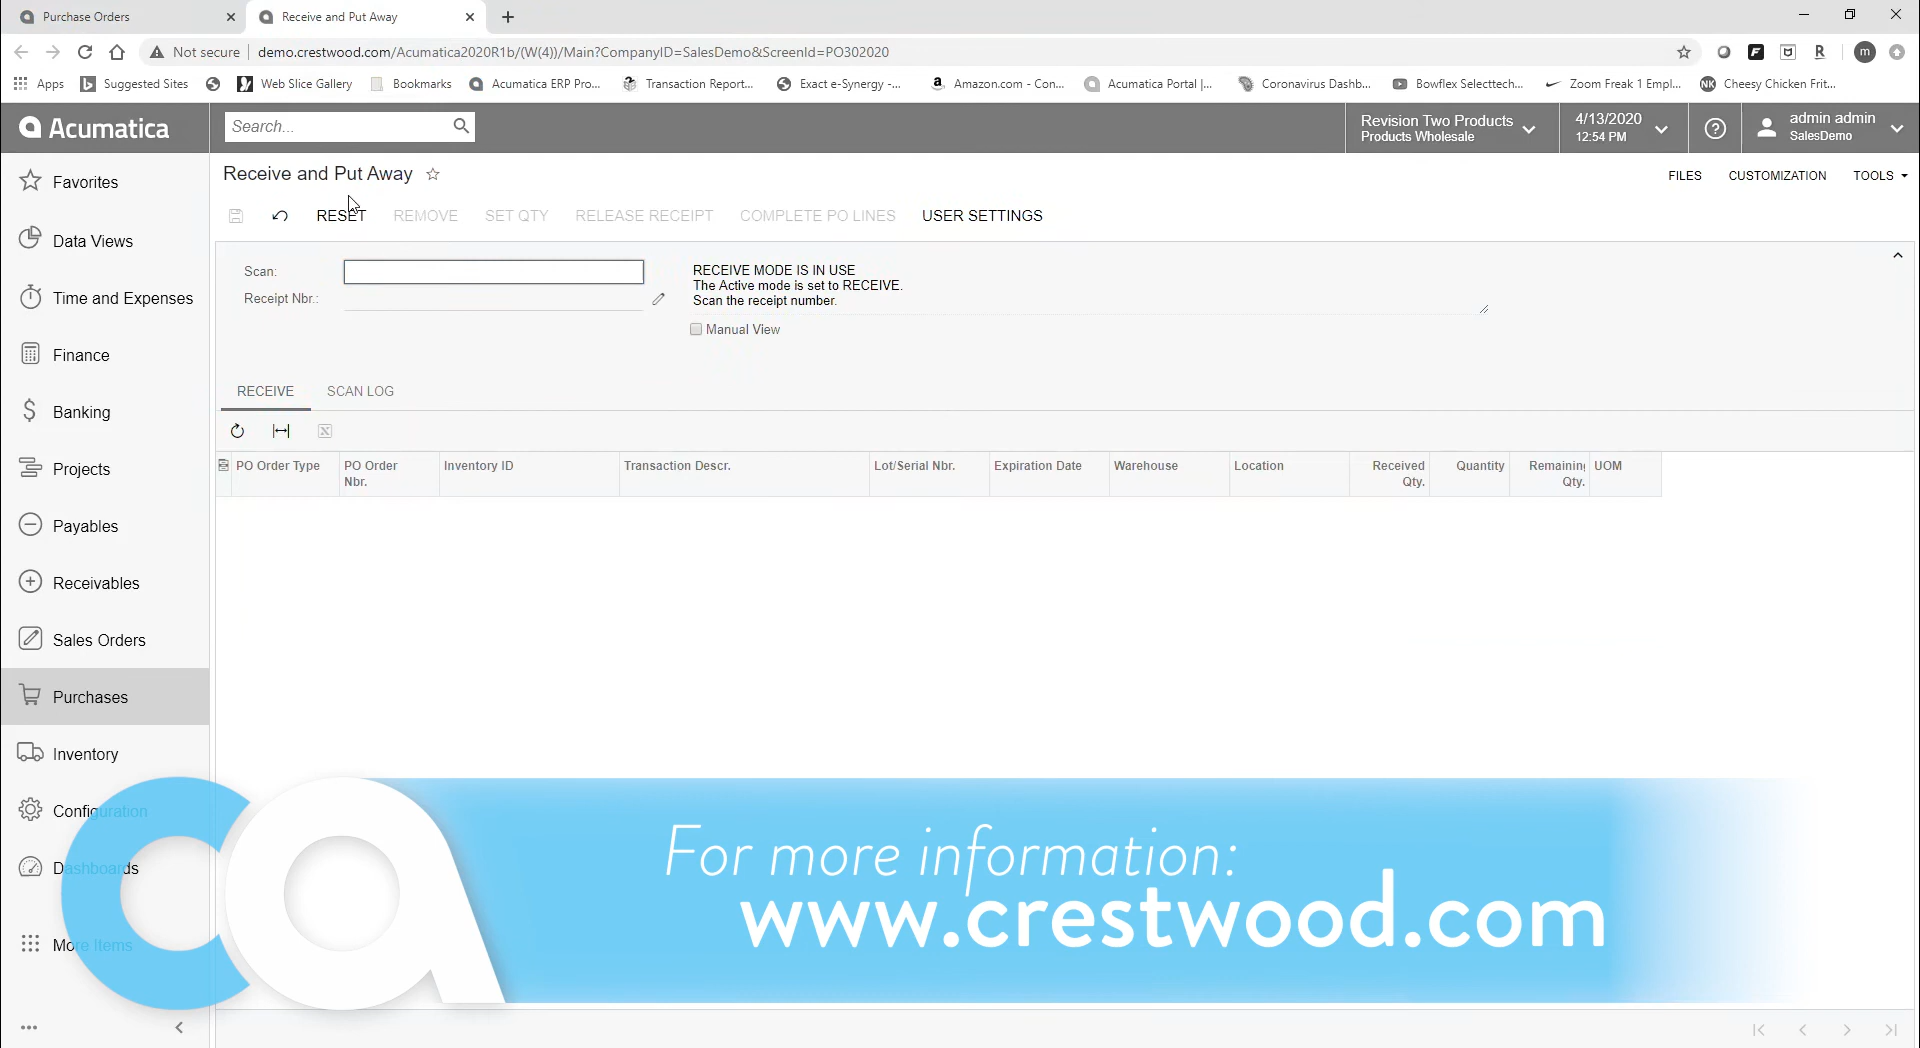 Purchase Orders
Receive and Put Away
Not secure
demo.crestwood.com/Acumatica2020R1b/(W(4))/Main?CompanyID=SalesDemo&ScreenId=PO302020
Apps
Suggested Sites
Web Slice Gallery
Bookmarks
Acumatica ERP Pro...
Transaction Report...
Exact e-Synergy -...
Amazon.com - Con...
Acumatica Portal |...
Coronavirus Dashb...
Bowflex Selecttech...
Zoom Freak 1 Empl...
Cheesy Chicken Frit...
Acumatica
Search...
Revision Two Products
Products Wholesale
4/13/2020
12:54 PM
admin admin
SalesDemo
Favorites
Data Views
Time and Expenses
Finance
Banking
Projects
Payables
Receivables
Sales Orders
Purchases
Inventory
Configuration
Dashboards
More Items
Receive and Put Away
FILES
CUSTOMIZATION
TOOLS
RESET
REMOVE
SET QTY
RELEASE RECEIPT
COMPLETE PO LINES
USER SETTINGS
Scan:
Receipt Nbr.:
RECEIVE MODE IS IN USE
The Active mode is set to RECEIVE.
Scan the receipt number.
Manual View
RECEIVE
SCAN LOG
PO Order Type
PO Order Nbr.
Inventory ID
Transaction Descr.
Lot/Serial Nbr.
Expiration Date
Warehouse
Location
Received Qty.
Quantity
Remaining Qty.
UOM
ca
For more information:
www.crestwood.com